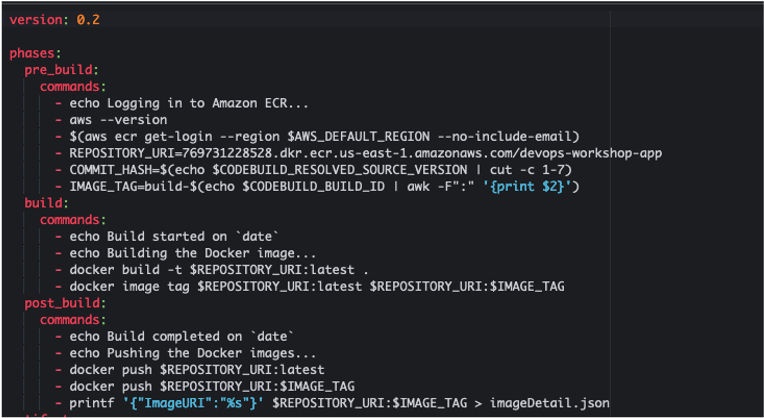 version: 0.2
phases:
  pre_build:
    commands:
      - echo Logging in to Amazon ECR...
      - aws --version
      - $(aws ecr get-login --region $AWS_DEFAULT_REGION --no-include-email)
      - REPOSITORY_URI=769731228528.dkr.ecr.us-east-1.amazonaws.com/devops-workshop-app
      - COMMIT_HASH=$(echo $CODEBUILD_RESOLVED_SOURCE_VERSION | cut -c 1-7)
      - IMAGE_TAG=build-$(echo $CODEBUILD_BUILD_ID | awk -F":" '{print $2}')
  build:
    commands:
      - echo Build started on `date`
      - echo Building the Docker image...
      - docker build -t $REPOSITORY_URI:latest .
      - docker image tag $REPOSITORY_URI:latest $REPOSITORY_URI:$IMAGE_TAG
  post_build:
    commands:
      - echo Build completed on `date`
      - echo Pushing the Docker images...
      - docker push $REPOSITORY_URI:latest
      - docker push $REPOSITORY_URI:$IMAGE_TAG
      - printf '{"ImageURI":"%s"}' $REPOSITORY_URI:$IMAGE_TAG > imageDetail.json